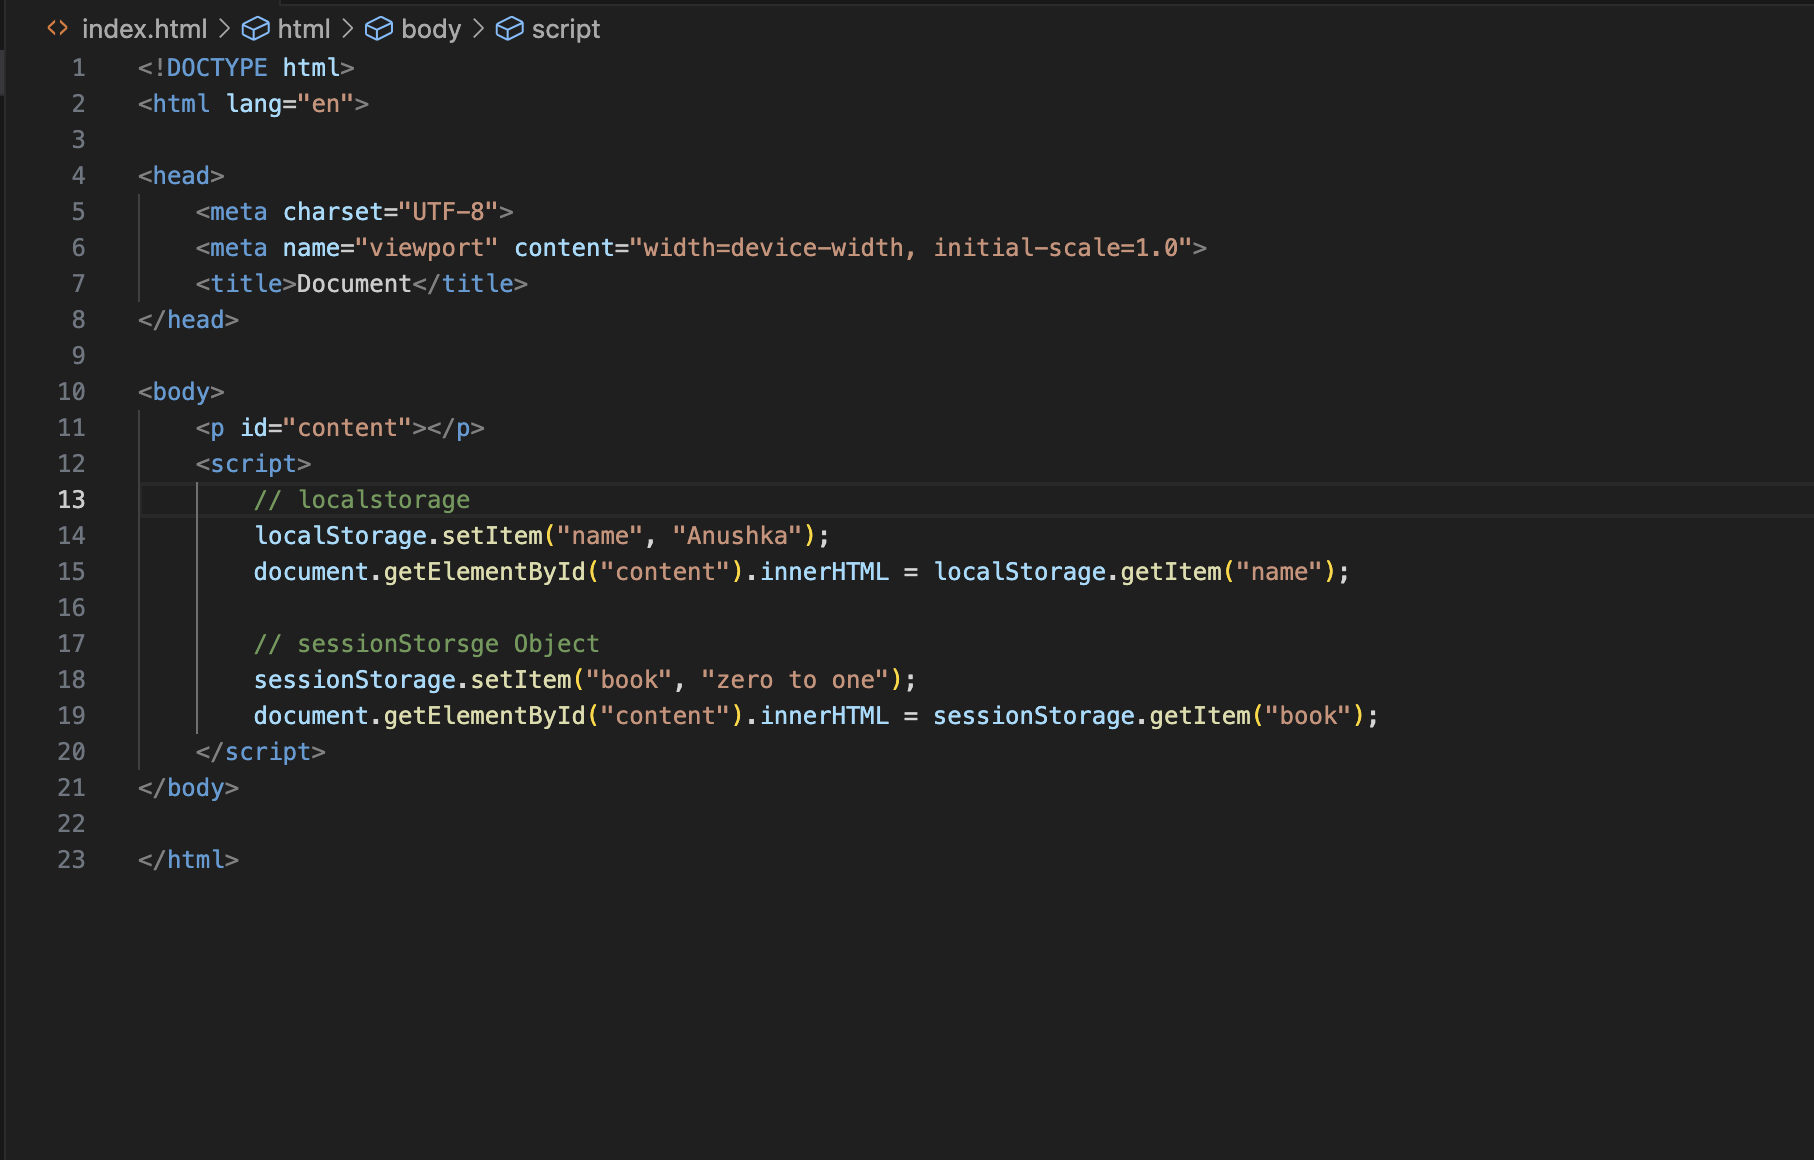 index.html > html > body > script
1 <!DOCTYPE html>
2 <html lang="en">
3
4 <head>
5     <meta charset="UTF-8">
6     <meta name="viewport" content="width=device-width, initial-scale=1.0">
7     <title>Document</title>
8 </head>
9
10 <body>
11     <p id="content"></p>
12     <script>
13         // localstorage
14         localStorage.setItem("name", "Anushka");
15         document.getElementById("content").innerHTML = localStorage.getItem("name");
16
17         // sessionStorsge Object
18         sessionStorage.setItem("book", "zero to one");
19         document.getElementById("content").innerHTML = sessionStorage.getItem("book");
20     </script>
21 </body>
22
23 </html>